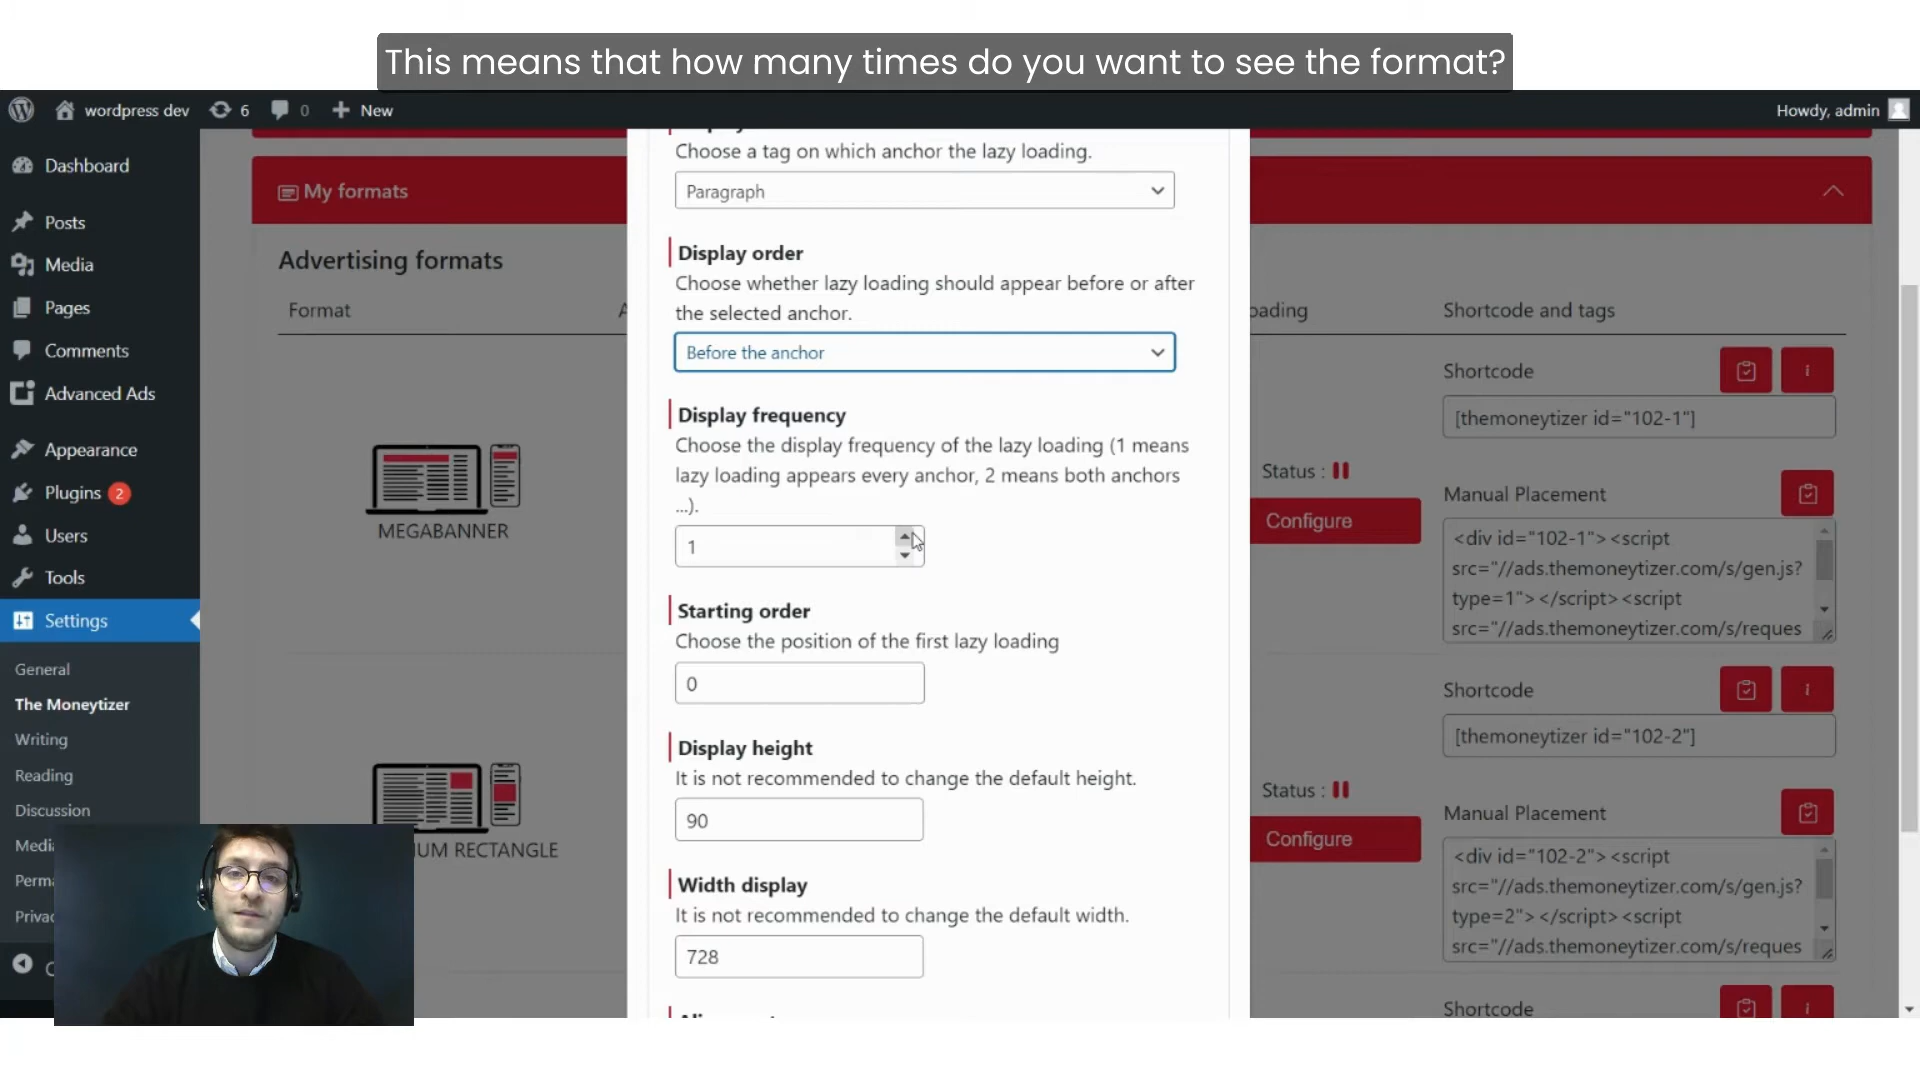 This means that how many times do you want to see the format?
wordpress dev 6 0 New
Howdy, admin
Dashboard
Posts
Media
Pages
Comments
Advanced Ads
Appearance
Plugins 2
Users
Tools
Settings
General
The Moneytizer
Writing
Reading
Discussion
My formats
Advertising formats
Format
MEGABANNER
UM RECTANGLE
Choose a tag on which anchor the lazy loading.
Paragraph
Display order
Choose whether lazy loading should appear before or after
the selected anchor.
Before the anchor
Display frequency
Choose the display frequency of the lazy loading (1 means
lazy loading appears every anchor, 2 means both anchors
...).
1
Starting order
Choose the position of the first lazy loading
0
Display height
It is not recommended to change the default height.
90
Width display
It is not recommended to change the default width.
728
oading
Shortcode and tags
Shortcode
i
[themoneytizer id="102-1"]
Status :
Configure
Manual Placement
<div id="102-1"><script
src="//ads.themoneytizer.com/s/gen.js?
type=1"></script><script
src="//ads.themoneytizer.com/s/reques
Shortcode
i
[themoneytizer id="102-2"]
Status :
Configure
Manual Placement
<div id="102-2"><script
src="//ads.themoneytizer.com/s/gen.js?
type=2"></script><script
src="//ads.themoneytizer.com/s/reques
Shortcode